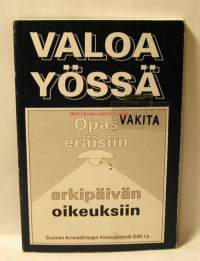 VALOA
YÖSSÄ
VAKITA
Opas
eräisiin
arkipäivän
oikeuksiin
Suomen Ammattiliittojen Keskusjärjestö SAK r.y.